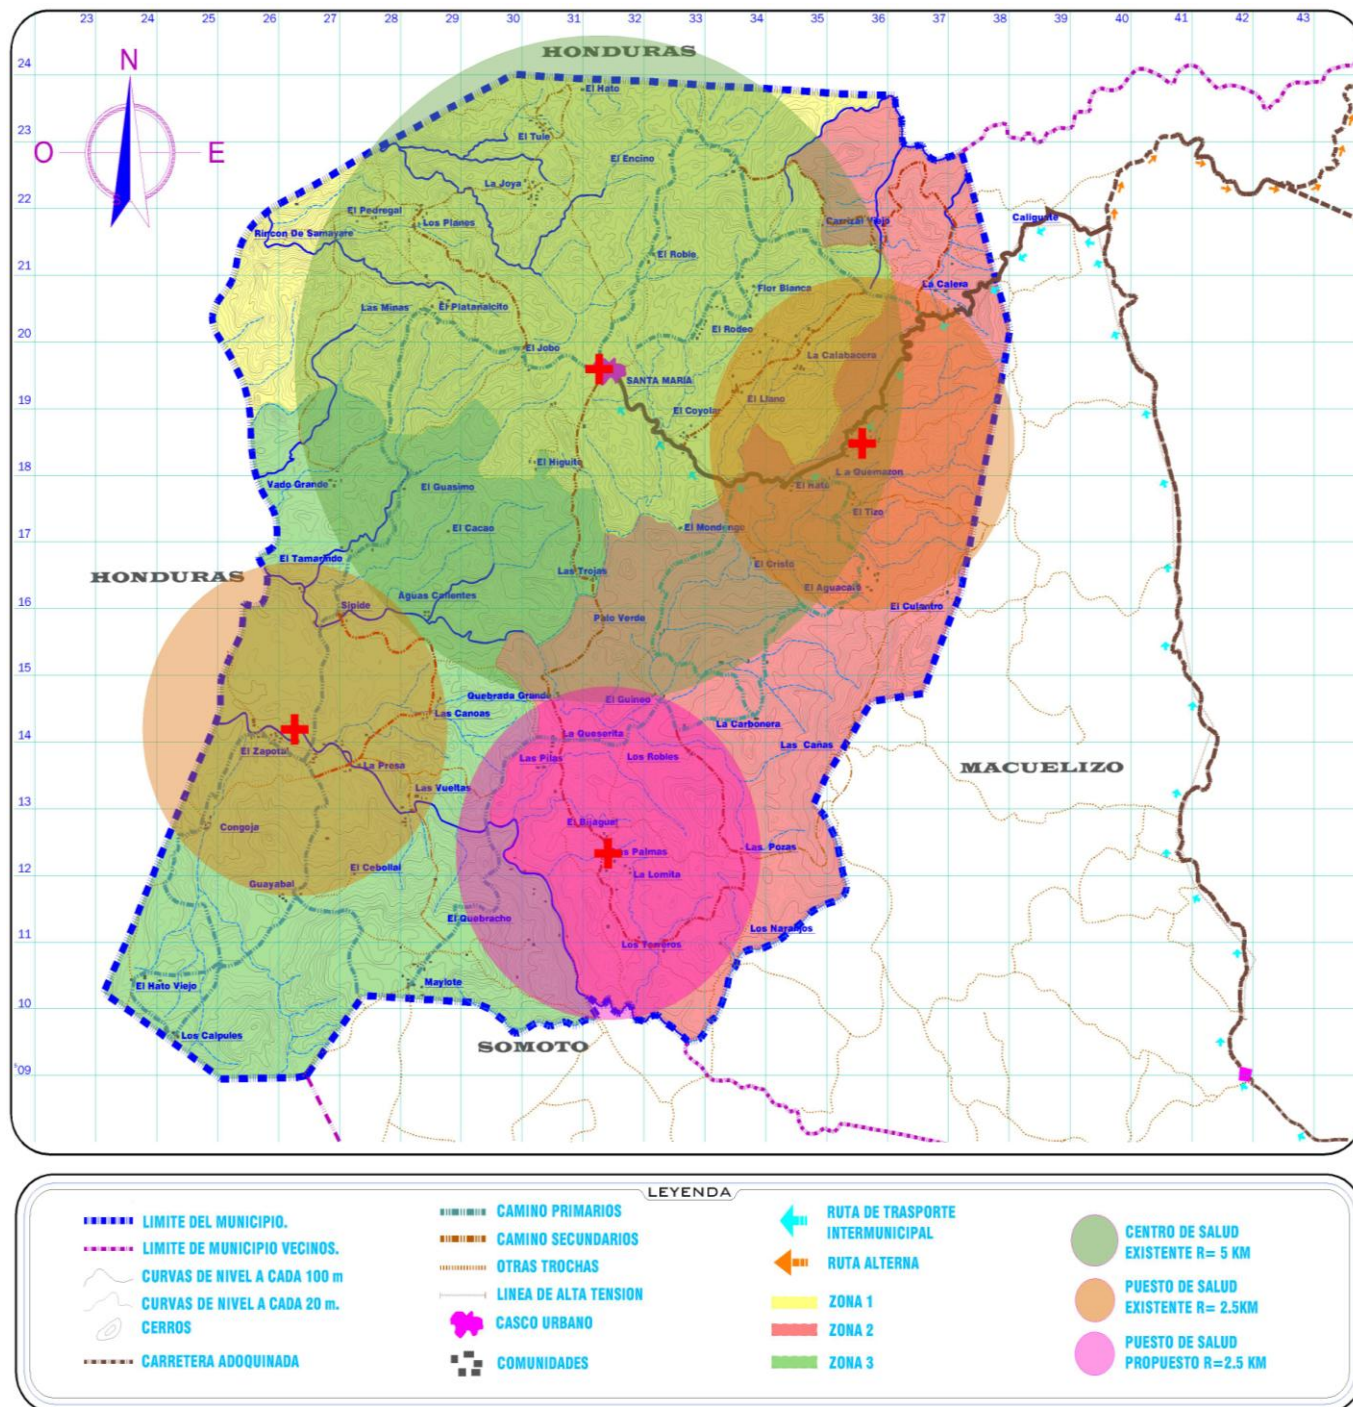 23 24 25 26 27 28 29 30 31 32 33 34 35 36 37 38 39 40 41 42 43
HONDURAS
24
N
El Hato
23
El Tule
O
E
El Encino
La Joya
22
El Pedregal
Los Planes
Carrizal Viejo
Caliguate
Rincon De Samayare
S
El Roble
21
Flor Blanca
La Calera
Las Minas
El Platanalcito
El Rodeo
20
El Jobo
La Calabacera
SANTA MARIA
El Llano
19
El Coyolar
El Higuito
18
La Quemazon
Vado Grande
El Guasimo
El Hato
El Tizo
El Cacao
El Mondongo
17
El Tamarindo
Las Trojas
El Cristo
HONDURAS
El Aguacate
Aguas Calientes
16
Sipide
El Culantro
Palo Verde
15
Quebrada Grande
El Guineo
Las Canoas
La Carbonera
La Queserita
14
Las Cañas
El Zapotal
Las Pilas
Los Robles
La Presa
MACUELIZO
Las Vueltas
13
Congoja
El Bijagual
Las Palmas
Las Pozas
12
El Cebollal
La Lomita
Guayabal
El Quebracho
Los Naranjos
11
Los Terreros
El Hato Viejo
Maylote
10
Los Calpules
SOMOTO
09
LEYENDA
LIMITE DEL MUNICIPIO.
LIMITE DE MUNICIPIO VECINOS.
CURVAS DE NIVEL A CADA 100 m
CURVAS DE NIVEL A CADA 20 m.
CERROS
CARRETERA ADOQUINADA
CAMINO PRIMARIOS
CAMINO SECUNDARIOS
OTRAS TROCHAS
LINEA DE ALTA TENSION
CASCO URBANO
COMUNIDADES
RUTA DE TRASPORTE
INTERMUNICIPAL
RUTA ALTERNA
ZONA 1
ZONA 2
ZONA 3
CENTRO DE SALUD
EXISTENTE R= 5 KM
PUESTO DE SALUD
EXISTENTE R= 2.5KM
PUESTO DE SALUD
PROPUESTO R=2.5 KM